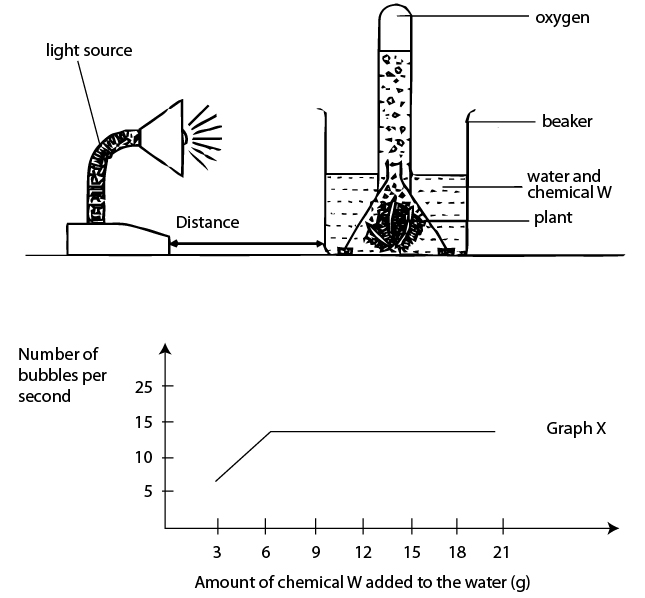 oxygen
light source
beaker
water and
chemical W
plant
Distance
Number of
bubbles per
second
25
15
Graph X
10
5
3 6 9 12 15 18 21
Amount of chemical W added to the water (g)